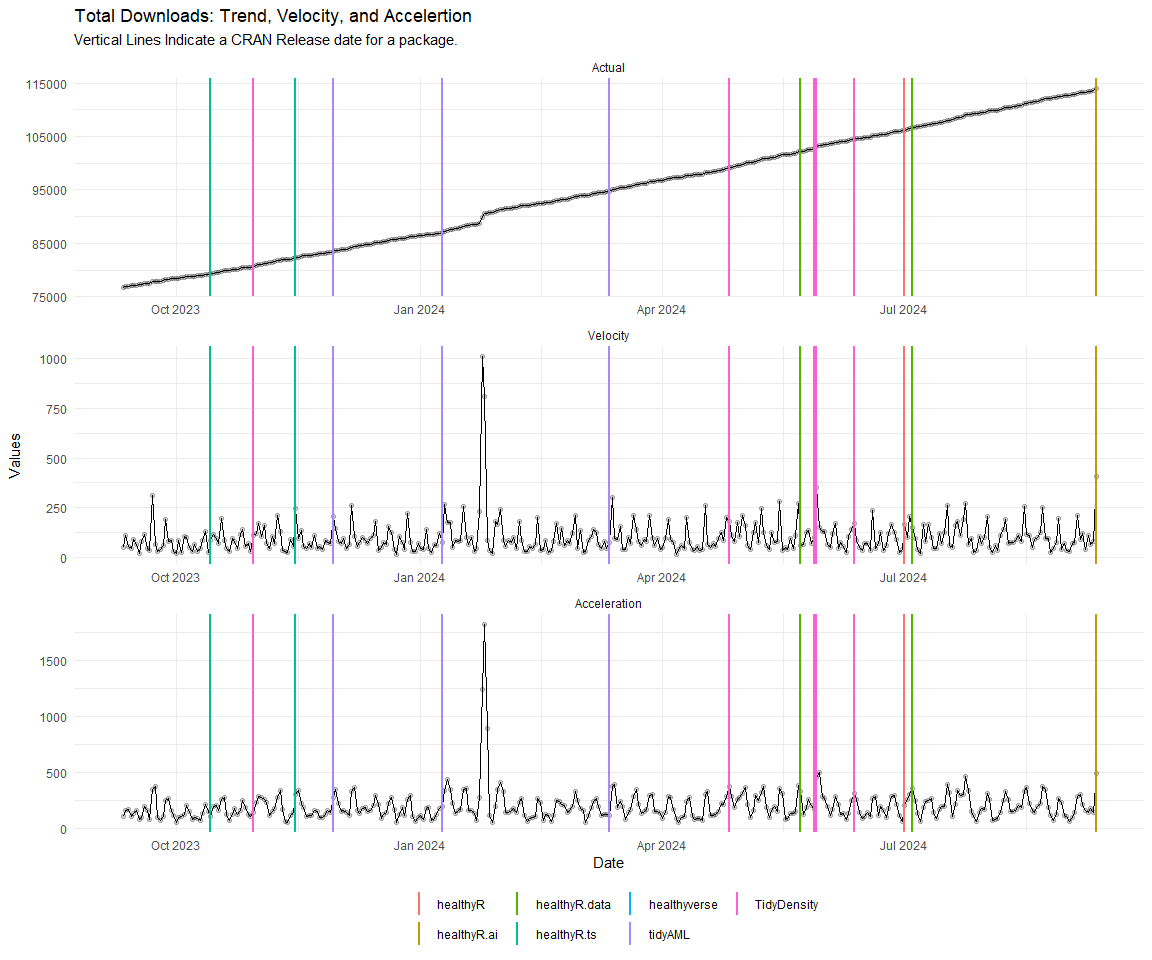 Total Downloads: Trend, Velocity, and Accelertion
Vertical Lines Indicate a CRAN Release date for a package.
Actual
115000
105000
95000
85000
75000
Oct 2023 Jan 2024 Apr 2024 Jul 2024
Velocity
1000
750
500
250
0
Oct 2023 Jan 2024 Apr 2024 Jul 2024
Values
Acceleration
1500
1000
500
0
Oct 2023 Jan 2024 Apr 2024 Jul 2024
Date
healthyR healthyR.data healthyverse TidyDensity
healthyR.ai healthyR.ts tidyAML